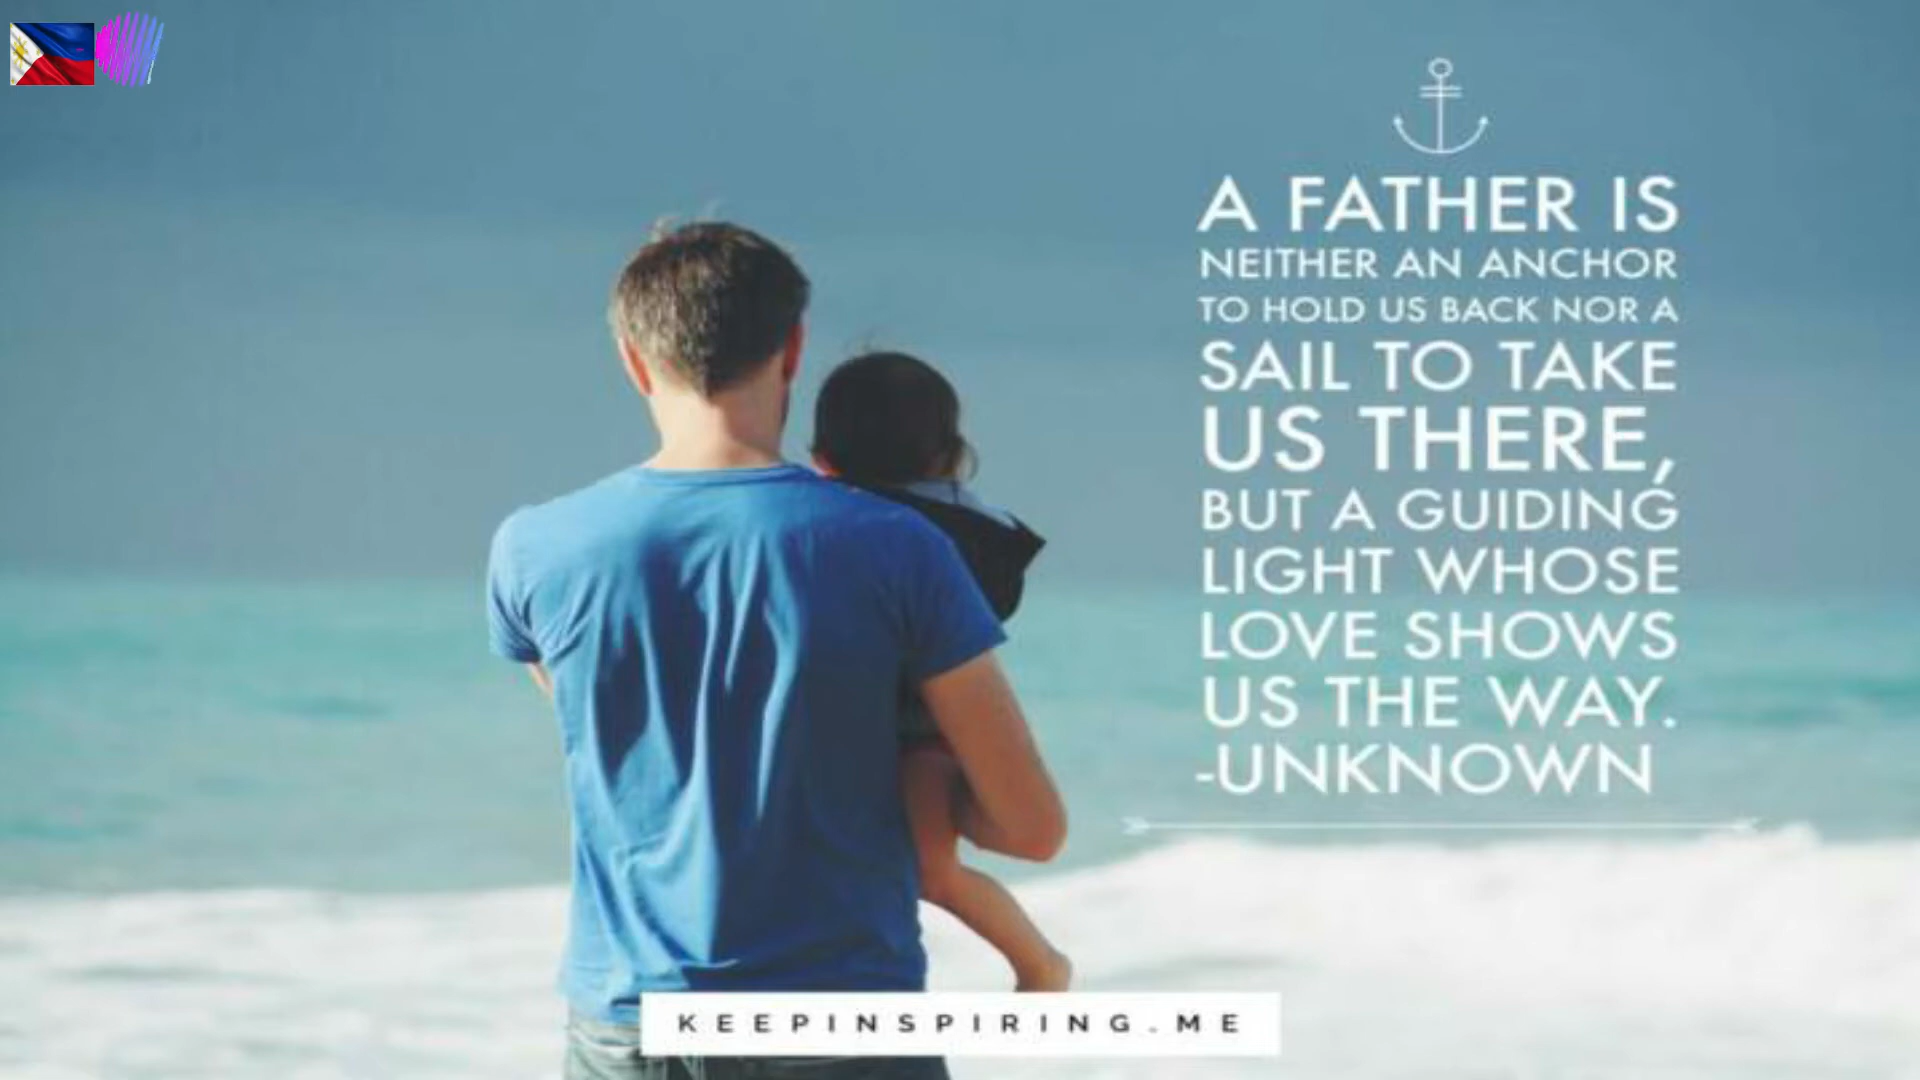 A FATHER IS
NEITHER AN ANCHOR
TO HOLD US BACK NOR A
SAIL TO TAKE
US THERE,
BUT A GUIDING
LIGHT WHOSE
LOVE SHOWS
US THE WAY.
-UNKNOWN
KEEPINSPIRING.ME